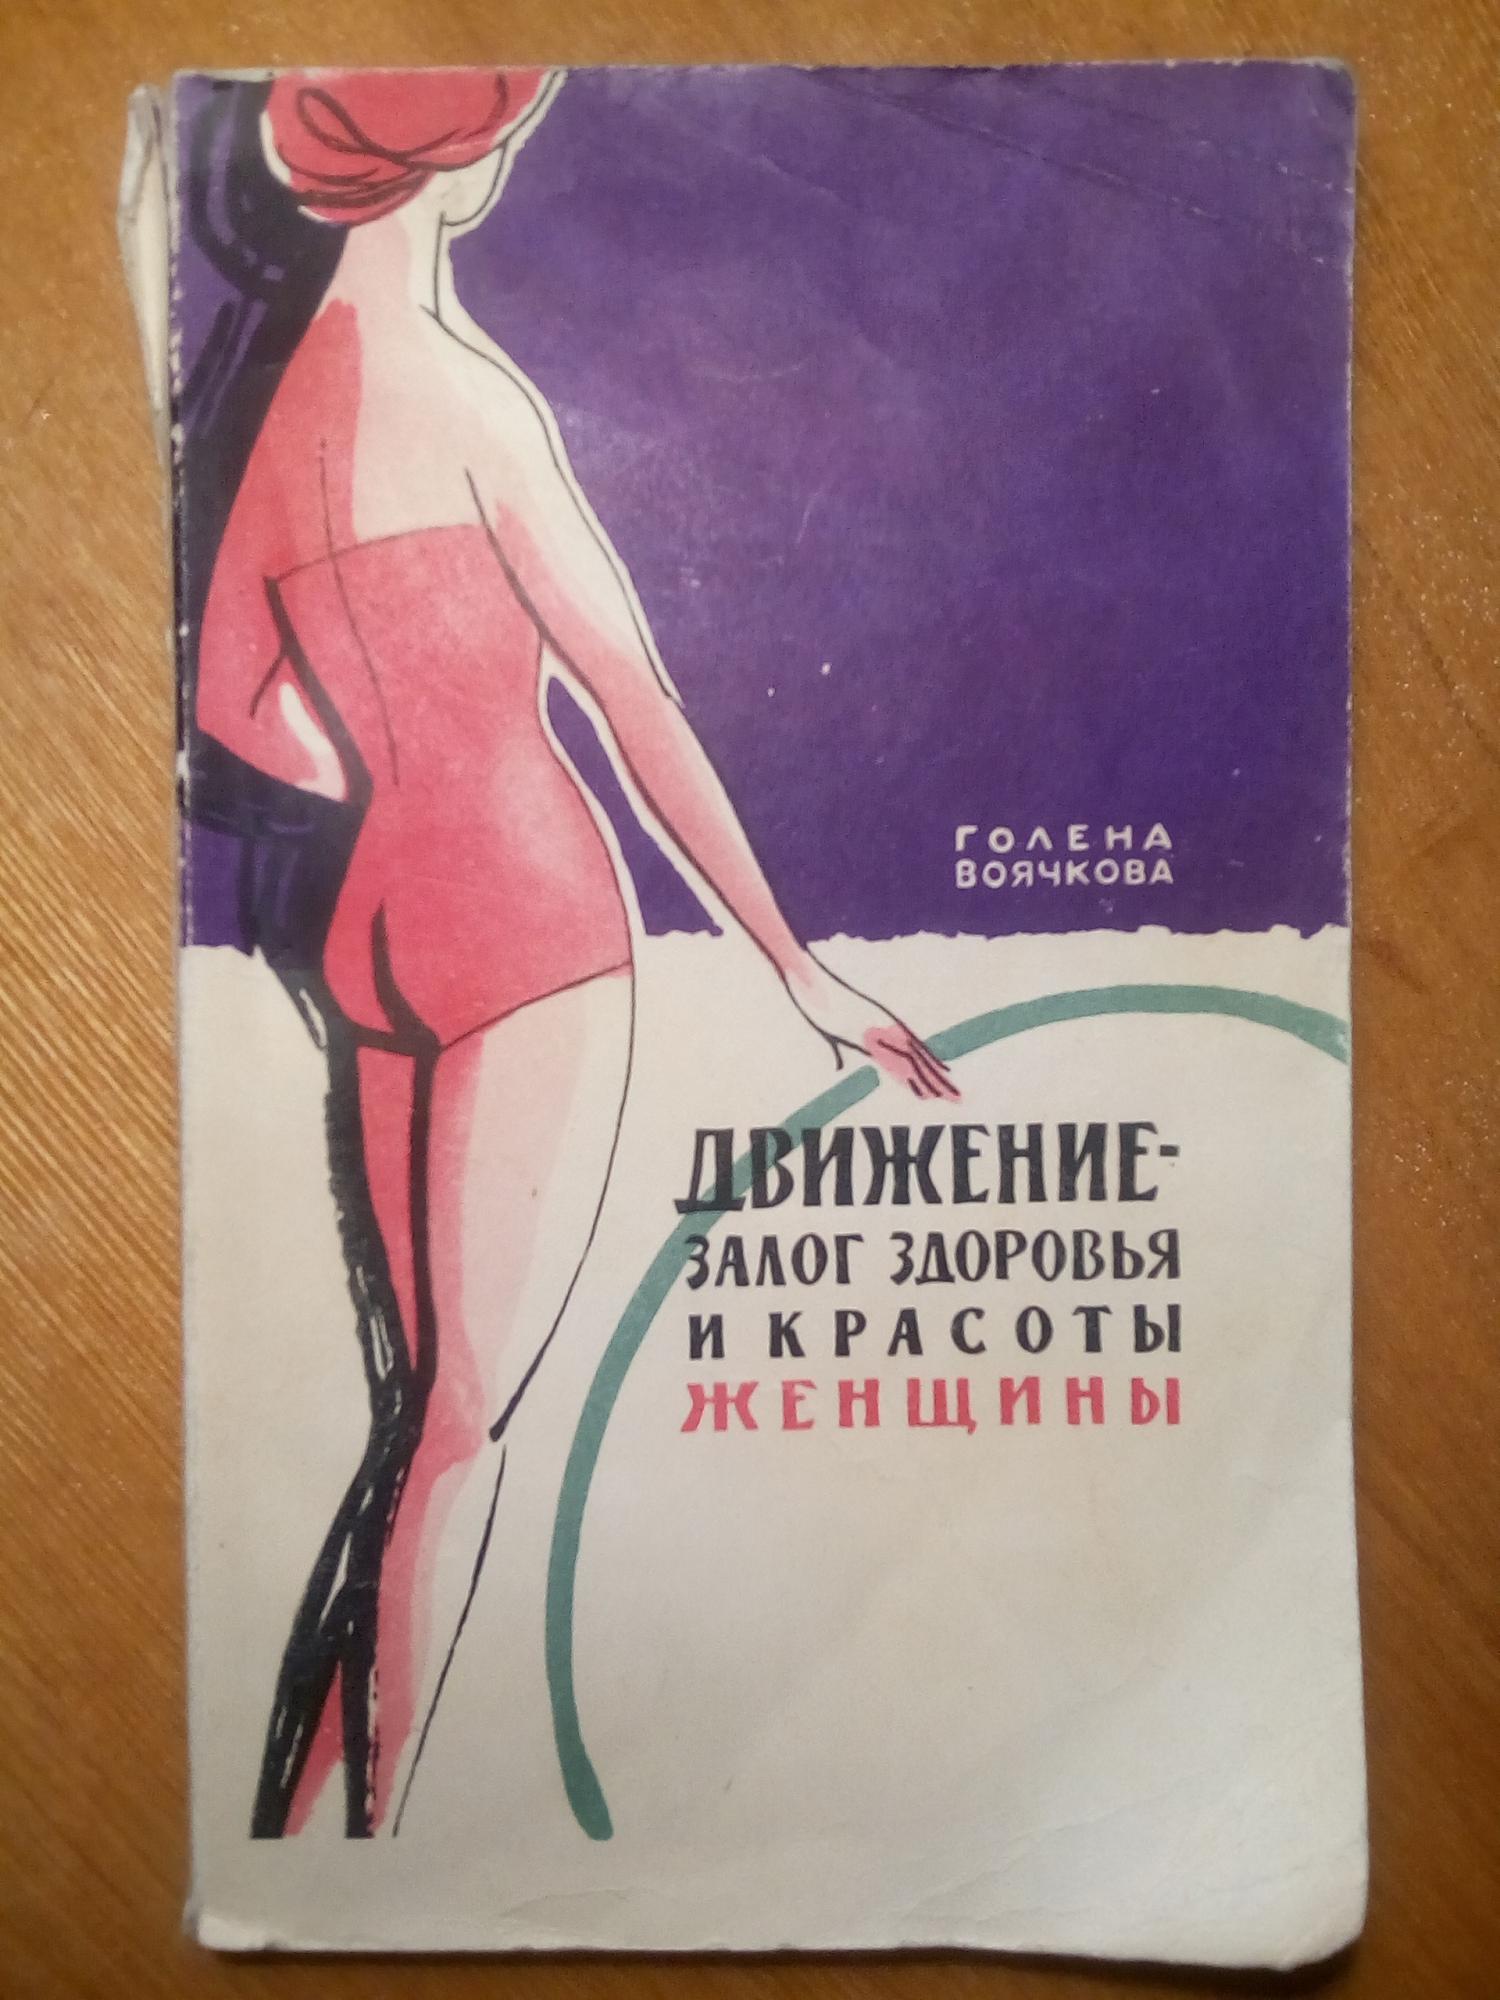 ГОЛЕНА
ВОЯЧКОВА
ДВИЖЕНИЕ-
ЗАЛОГ ЗДОРОВЬЯ
И КРАСОТЫ
ЖЕНЩИНЫ